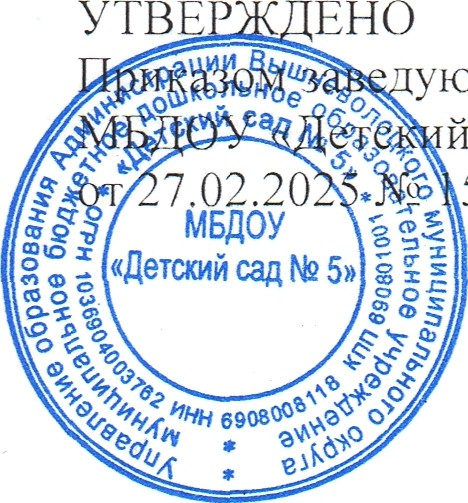 УТВЕРЖДЕНО
Приказом заведую
МБДОУ «Детский
от 27.02.2025 № 15
Управление образования Администрации Вышневолоцкого муниципального округа
муниципальное бюджетное дошкольное образовательное учреждение
* «Детский сад № 5» *
ОГРН 1036904003762 ИНН 6908008118 КПП 690801001
МБДОУ
«Детский сад № 5»
* *